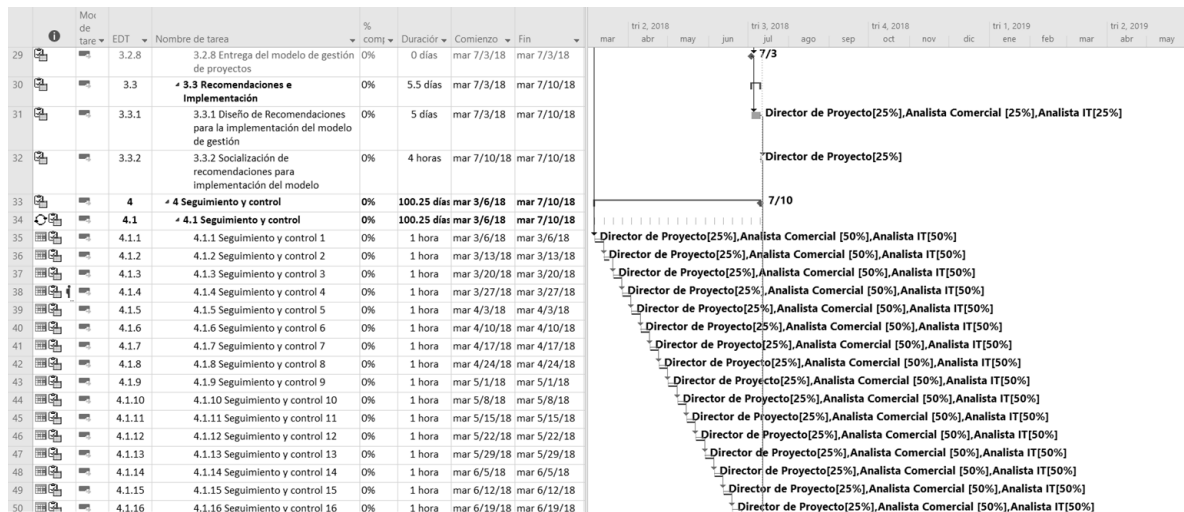 Moc
de
tare
EDT
Nombre de tarea
%
comp
Duración
Comienzo
Fin
tri 2, 2018
tri 3, 2018
tri 4, 2018
tri 1, 2019
tri 2, 2019
mar abr may jun jul ago sep oct nov dic ene feb mar abr may
29 3.2.8 3.2.8 Entrega del modelo de gestión 0% 0 días mar 7/3/18 mar 7/3/18 7/3
de proyectos
30 3.3 3.3 Recomendaciones e 0% 5.5 días mar 7/3/18 mar 7/10/18
Implementación
31 3.3.1 3.3.1 Diseño de Recomendaciones 0% 5 días mar 7/3/18 mar 7/10/18 Director de Proyecto[25%],Analista Comercial [25%],Analista IT[25%]
para la implementación del modelo
de gestión
32 3.3.2 3.3.2 Socialización de 0% 4 horas mar 7/10/18 mar 7/10/18 Director de Proyecto[25%]
recomendaciones para
implementación del modelo
33 4 4 Seguimiento y control 0% 100.25 días mar 3/6/18 mar 7/10/18 7/10
34 4.1 4.1 Seguimiento y control 0% 100.25 días mar 3/6/18 mar 7/10/18
35 4.1.1 4.1.1 Seguimiento y control 1 0% 1 hora mar 3/6/18 mar 3/6/18 Director de Proyecto[25%],Analista Comercial [50%],Analista IT[50%]
36 4.1.2 4.1.2 Seguimiento y control 2 0% 1 hora mar 3/13/18 mar 3/13/18 Director de Proyecto[25%],Analista Comercial [50%],Analista IT[50%]
37 4.1.3 4.1.3 Seguimiento y control 3 0% 1 hora mar 3/20/18 mar 3/20/18 Director de Proyecto[25%],Analista Comercial [50%],Analista IT[50%]
38 4.1.4 4.1.4 Seguimiento y control 4 0% 1 hora mar 3/27/18 mar 3/27/18 Director de Proyecto[25%],Analista Comercial [50%],Analista IT[50%]
39 4.1.5 4.1.5 Seguimiento y control 5 0% 1 hora mar 4/3/18 mar 4/3/18 Director de Proyecto[25%],Analista Comercial [50%],Analista IT[50%]
40 4.1.6 4.1.6 Seguimiento y control 6 0% 1 hora mar 4/10/18 mar 4/10/18 Director de Proyecto[25%],Analista Comercial [50%],Analista IT[50%]
41 4.1.7 4.1.7 Seguimiento y control 7 0% 1 hora mar 4/17/18 mar 4/17/18 Director de Proyecto[25%],Analista Comercial [50%],Analista IT[50%]
42 4.1.8 4.1.8 Seguimiento y control 8 0% 1 hora mar 4/24/18 mar 4/24/18 Director de Proyecto[25%],Analista Comercial [50%],Analista IT[50%]
43 4.1.9 4.1.9 Seguimiento y control 9 0% 1 hora mar 5/1/18 mar 5/1/18 Director de Proyecto[25%],Analista Comercial [50%],Analista IT[50%]
44 4.1.10 4.1.10 Seguimiento y control 10 0% 1 hora mar 5/8/18 mar 5/8/18 Director de Proyecto[25%],Analista Comercial [50%],Analista IT[50%]
45 4.1.11 4.1.11 Seguimiento y control 11 0% 1 hora mar 5/15/18 mar 5/15/18 Director de Proyecto[25%],Analista Comercial [50%],Analista IT[50%]
46 4.1.12 4.1.12 Seguimiento y control 12 0% 1 hora mar 5/22/18 mar 5/22/18 Director de Proyecto[25%],Analista Comercial [50%],Analista IT[50%]
47 4.1.13 4.1.13 Seguimiento y control 13 0% 1 hora mar 5/29/18 mar 5/29/18 Director de Proyecto[25%],Analista Comercial [50%],Analista IT[50%]
48 4.1.14 4.1.14 Seguimiento y control 14 0% 1 hora mar 6/5/18 mar 6/5/18 Director de Proyecto[25%],Analista Comercial [50%],Analista IT[50%]
49 4.1.15 4.1.15 Seguimiento y control 15 0% 1 hora mar 6/12/18 mar 6/12/18 Director de Proyecto[25%],Analista Comercial [50%],Analista IT[50%]
50 4.1.16 4.1.16 Seguimiento y control 16 0% 1 hora mar 6/19/18 mar 6/19/18 Director de Proyecto[25%],Analista Comercial [50%],Analista IT[50%]